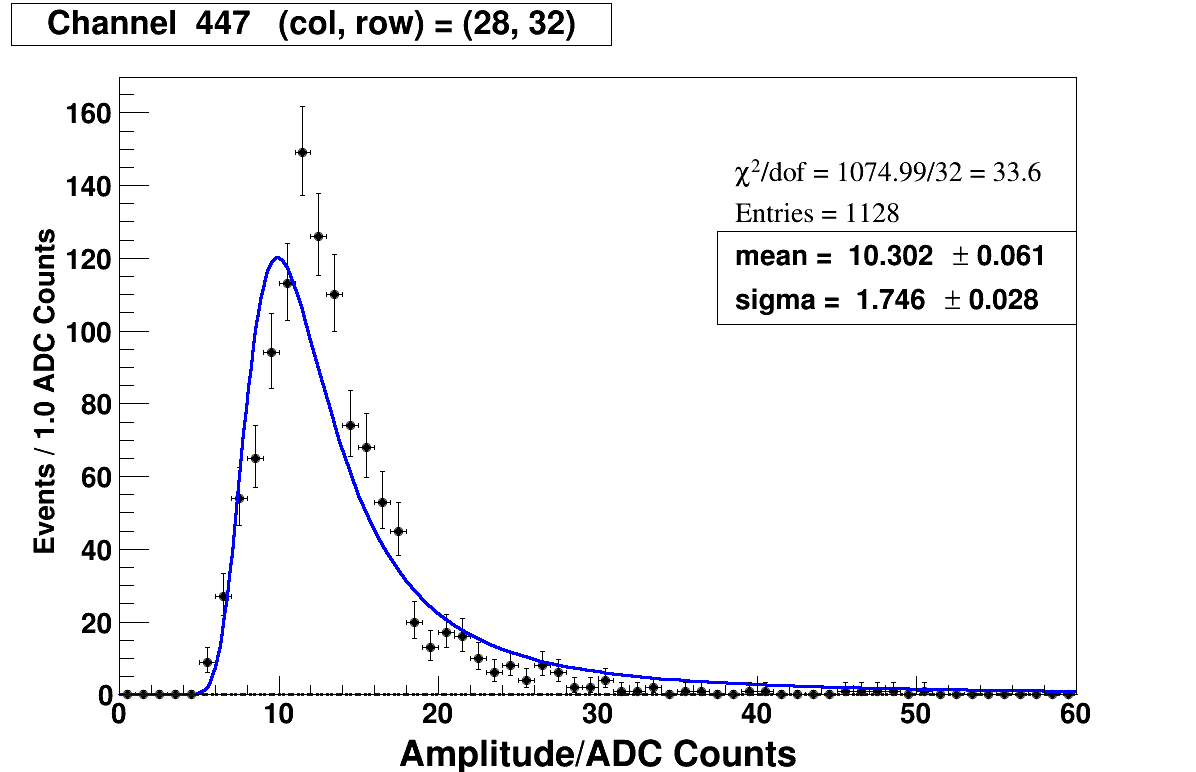 Channel 447 (col, row) = (28, 32)
χ²/dof = 1074.99/32 = 33.6
Entries = 1128
mean = 10.302 ± 0.061
sigma = 1.746 ± 0.028
Events / 1.0 ADC Counts
160
140
120
100
80
60
40
20
0
0 10 20 30 40 50 60
Amplitude/ADC Counts